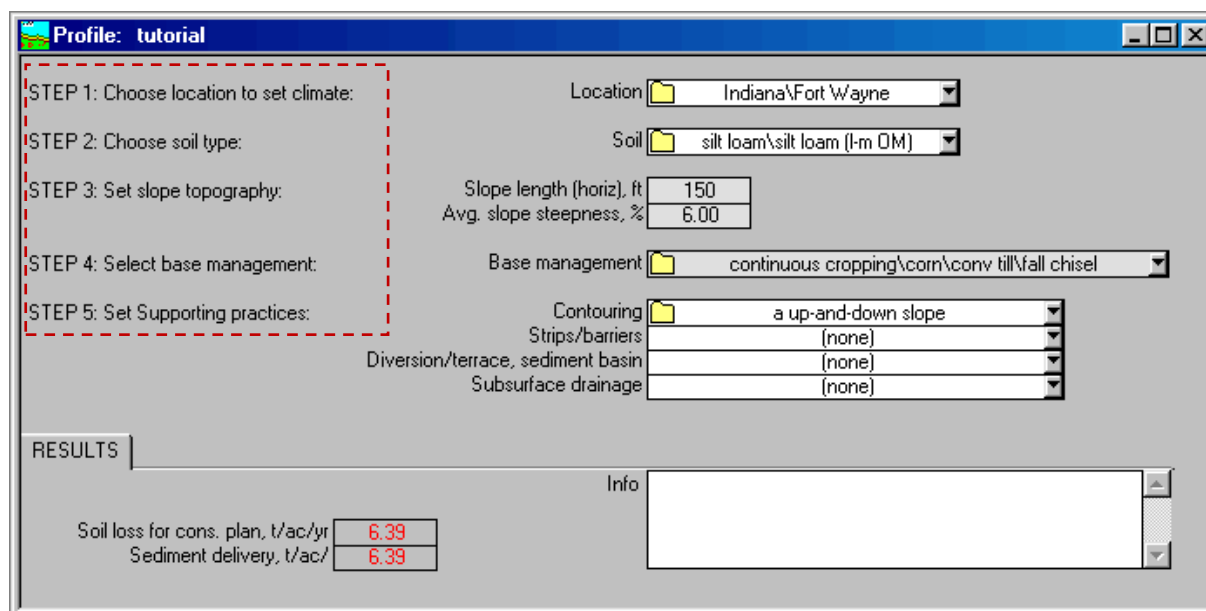 Profile: tutorial
STEP 1: Choose location to set climate: Location Indiana\Fort Wayne
STEP 2: Choose soil type: Soil silt loam\silt loam (l-m OM)
STEP 3: Set slope topography: Slope length (horiz), ft 150
Avg. slope steepness, % 6.00
STEP 4: Select base management: Base management continuous cropping\corn\conv till\fall chisel
STEP 5: Set Supporting practices: Contouring a up-and-down slope
Strips/barriers (none)
Diversion/terrace, sediment basin (none)
Subsurface drainage (none)
RESULTS
Info
Soil loss for cons. plan, t/ac/yr 6.39
Sediment delivery, t/ac/ 6.39